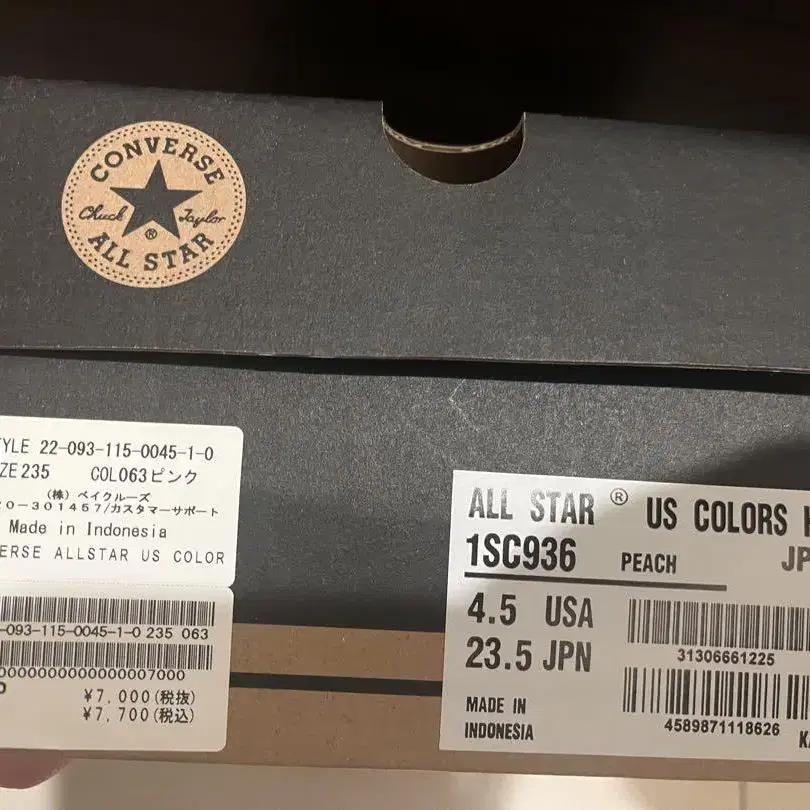 CONVERSE
Chuck Taylor
®
ALL STAR
TYLE 22-093-115-0045-1-0
ZE 235 COL063ピンク
(株) ベイクルーズ
20-301457/カスタマーサポート
Made in Indonesia
ERSE ALLSTAR US COLOR
-093-115-0045-1-0 235 063
00000000000000007000
¥7,000(税抜)
¥7,700(税込)
ALL STAR ® US COLORS
1SC936 PEACH JP
4.5 USA
23.5 JPN
31306661225
MADE IN
INDONESIA
4589871118626